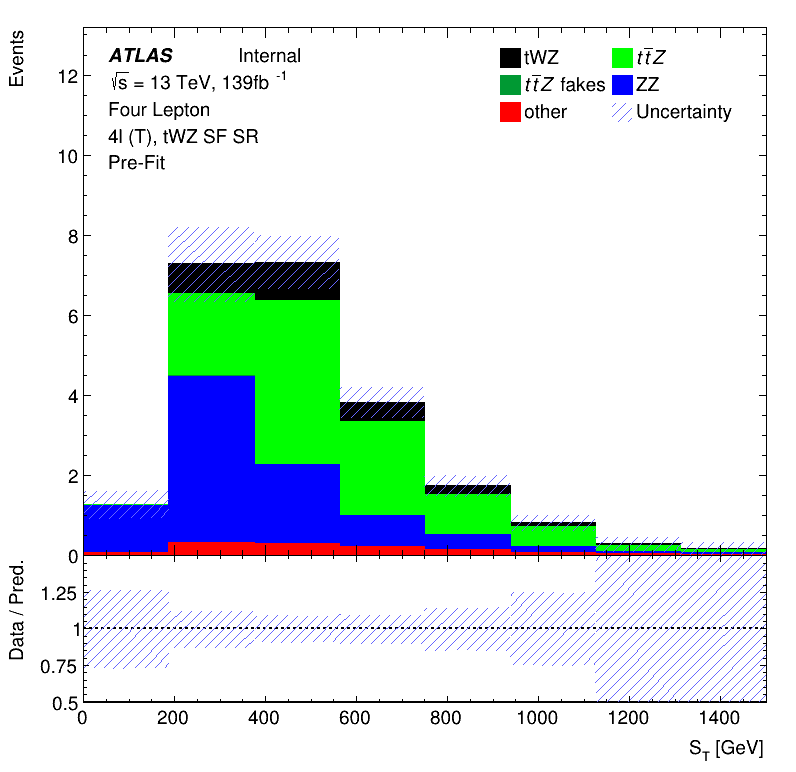 Events
ATLAS Internal
√s = 13 TeV, 139fb -1
Four Lepton
4l (T), tWZ SF SR
Pre-Fit
tWZ
tt̄Z
tt̄Z fakes
ZZ
other
Uncertainty
12
10
8
6
4
2
0
Data / Pred.
1.25
1
0.75
0.5
0 200 400 600 800 1000 1200 1400
S_T [GeV]